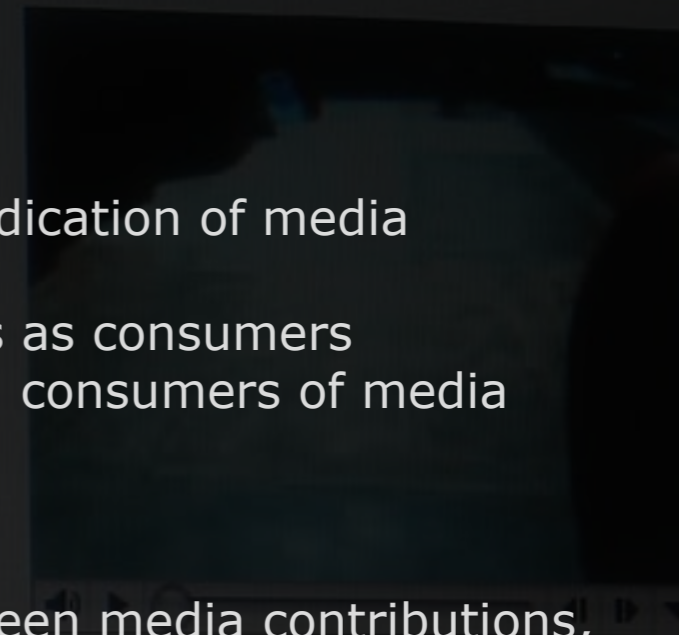 dication of media
s as consumers
consumers of media
een media contributions,